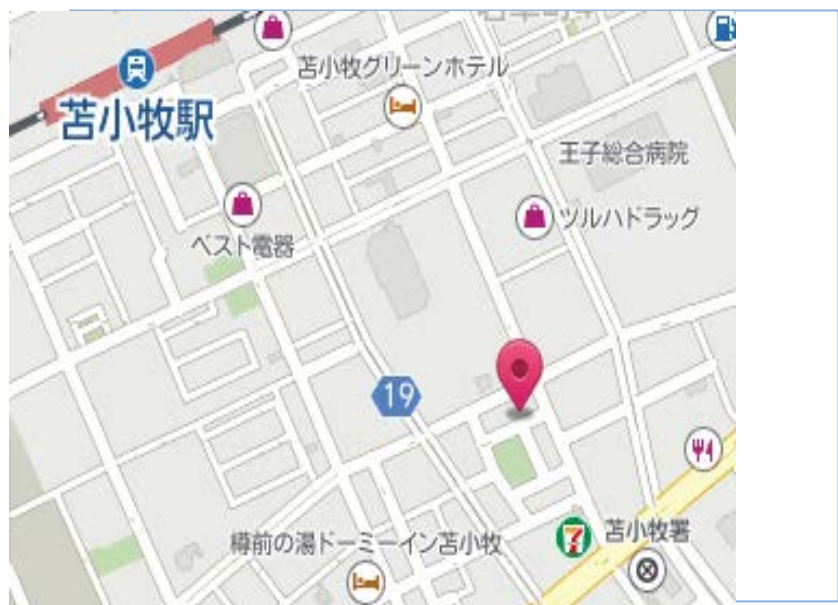 苫小牧駅
苫小牧グリーンホテル
王子総合病院
ツルハドラッグ
ベスト電器
19
樽前の湯ドーミーイン苫小牧
7
苫小牧署